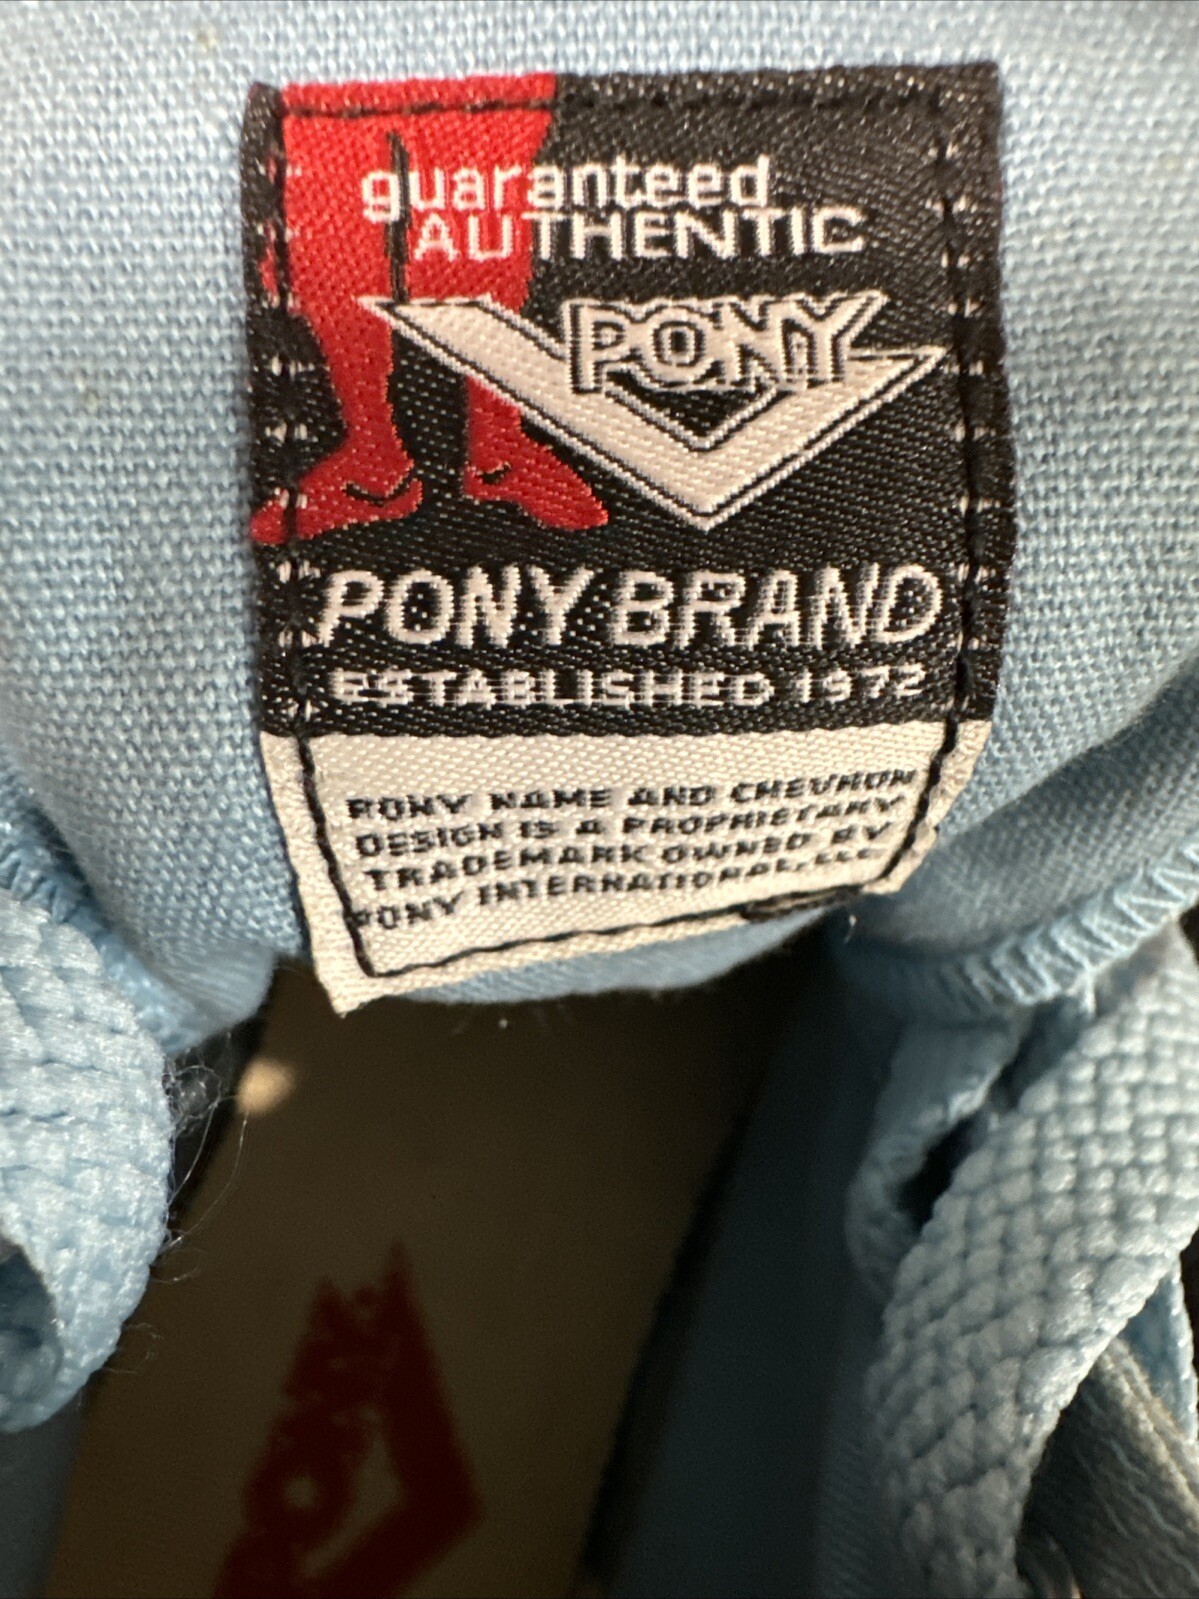 guaranteed
AUTHENTIC
PONY
PONY BRAND
ESTABLISHED 1972
PONY NAME AND CHEVRON
DESIGN IS A PROPRIETARY
TRADEMARK OWNED BY
PONY INTERNATIONAL, LLC
PONY